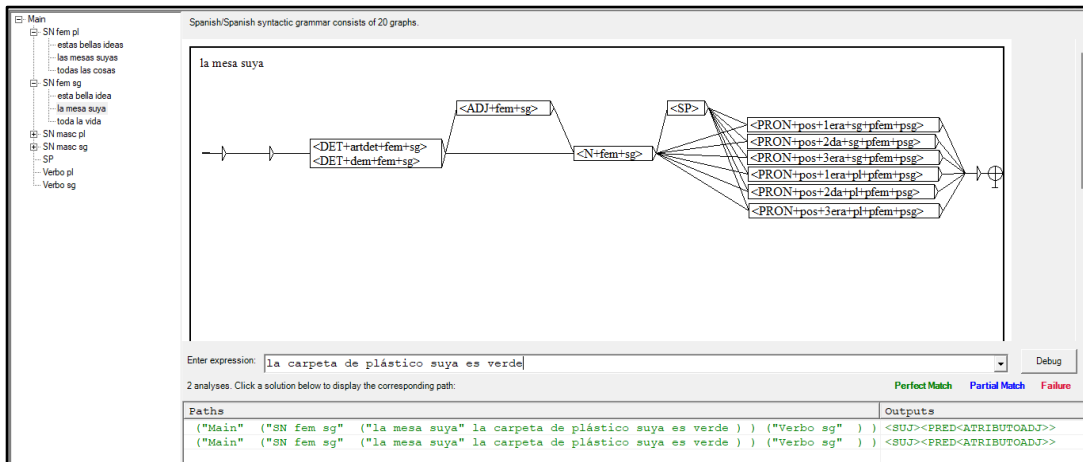 Main
SN fem pl
estas bellas ideas
las mesas suyas
todas las cosas
SN fem sg
esta bella idea
la mesa suya
toda la vida
SN masc pl
SN masc sg
SP
Verbo pl
Verbo sg
Spanish/Spanish syntactic grammar consists of 20 graphs.
la mesa suya
<DET+artdet+fem+sg>
<DET+dem+fem+sg>
<ADJ+fem+sg>
<N+fem+sg>
<SP>
<PRON+pos+1era+sg+pfem+psg>
<PRON+pos+2da+sg+pfem+psg>
<PRON+pos+3era+sg+pfem+psg>
<PRON+pos+1era+pl+pfem+psg>
<PRON+pos+2da+pl+pfem+psg>
<PRON+pos+3era+pl+pfem+psg>
Enter expression: la carpeta de plástico suya es verde Debug
2 analyses. Click a solution below to display the corresponding path: Perfect Match Partial Match Failure
Paths Outputs
("Main" ("SN fem sg" ("la mesa suya" la carpeta de plástico suya es verde ) ) ("Verbo sg" ) ) <SUJ><PRED<ATRIBUTOADJ>>
("Main" ("SN fem sg" ("la mesa suya" la carpeta de plástico suya es verde ) ) ("Verbo sg" ) ) <SUJ><PRED<ATRIBUTOADJ>>